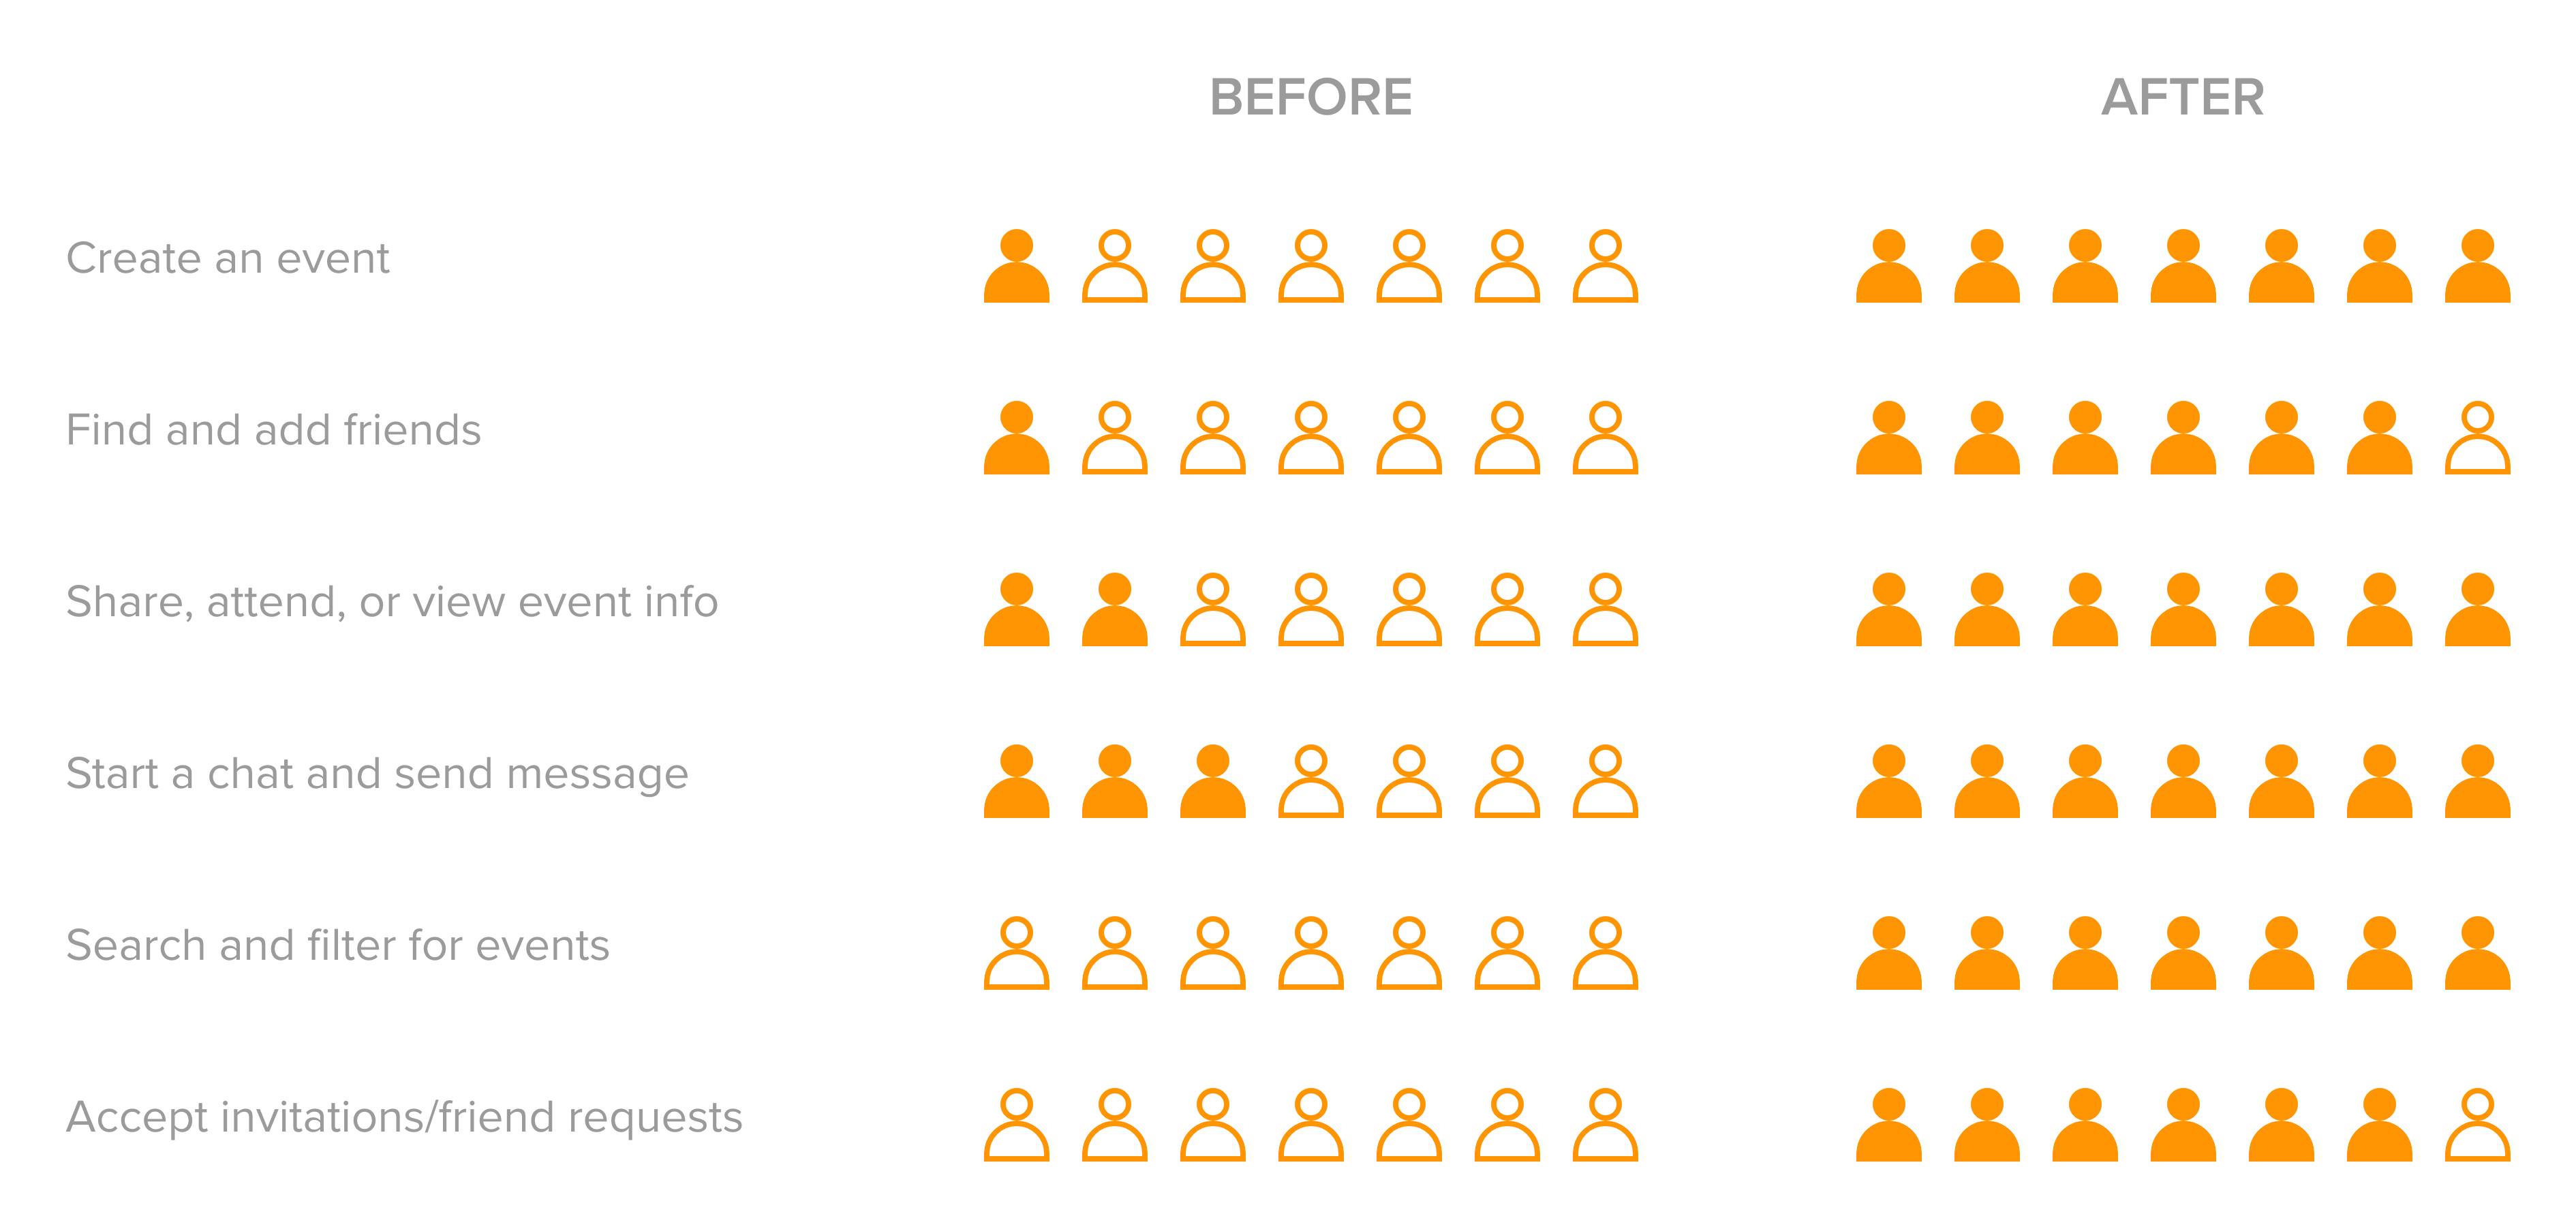 BEFORE
AFTER
Create an event
Find and add friends
Share, attend, or view event info
Start a chat and send message
Search and filter for events
Accept invitations/friend requests